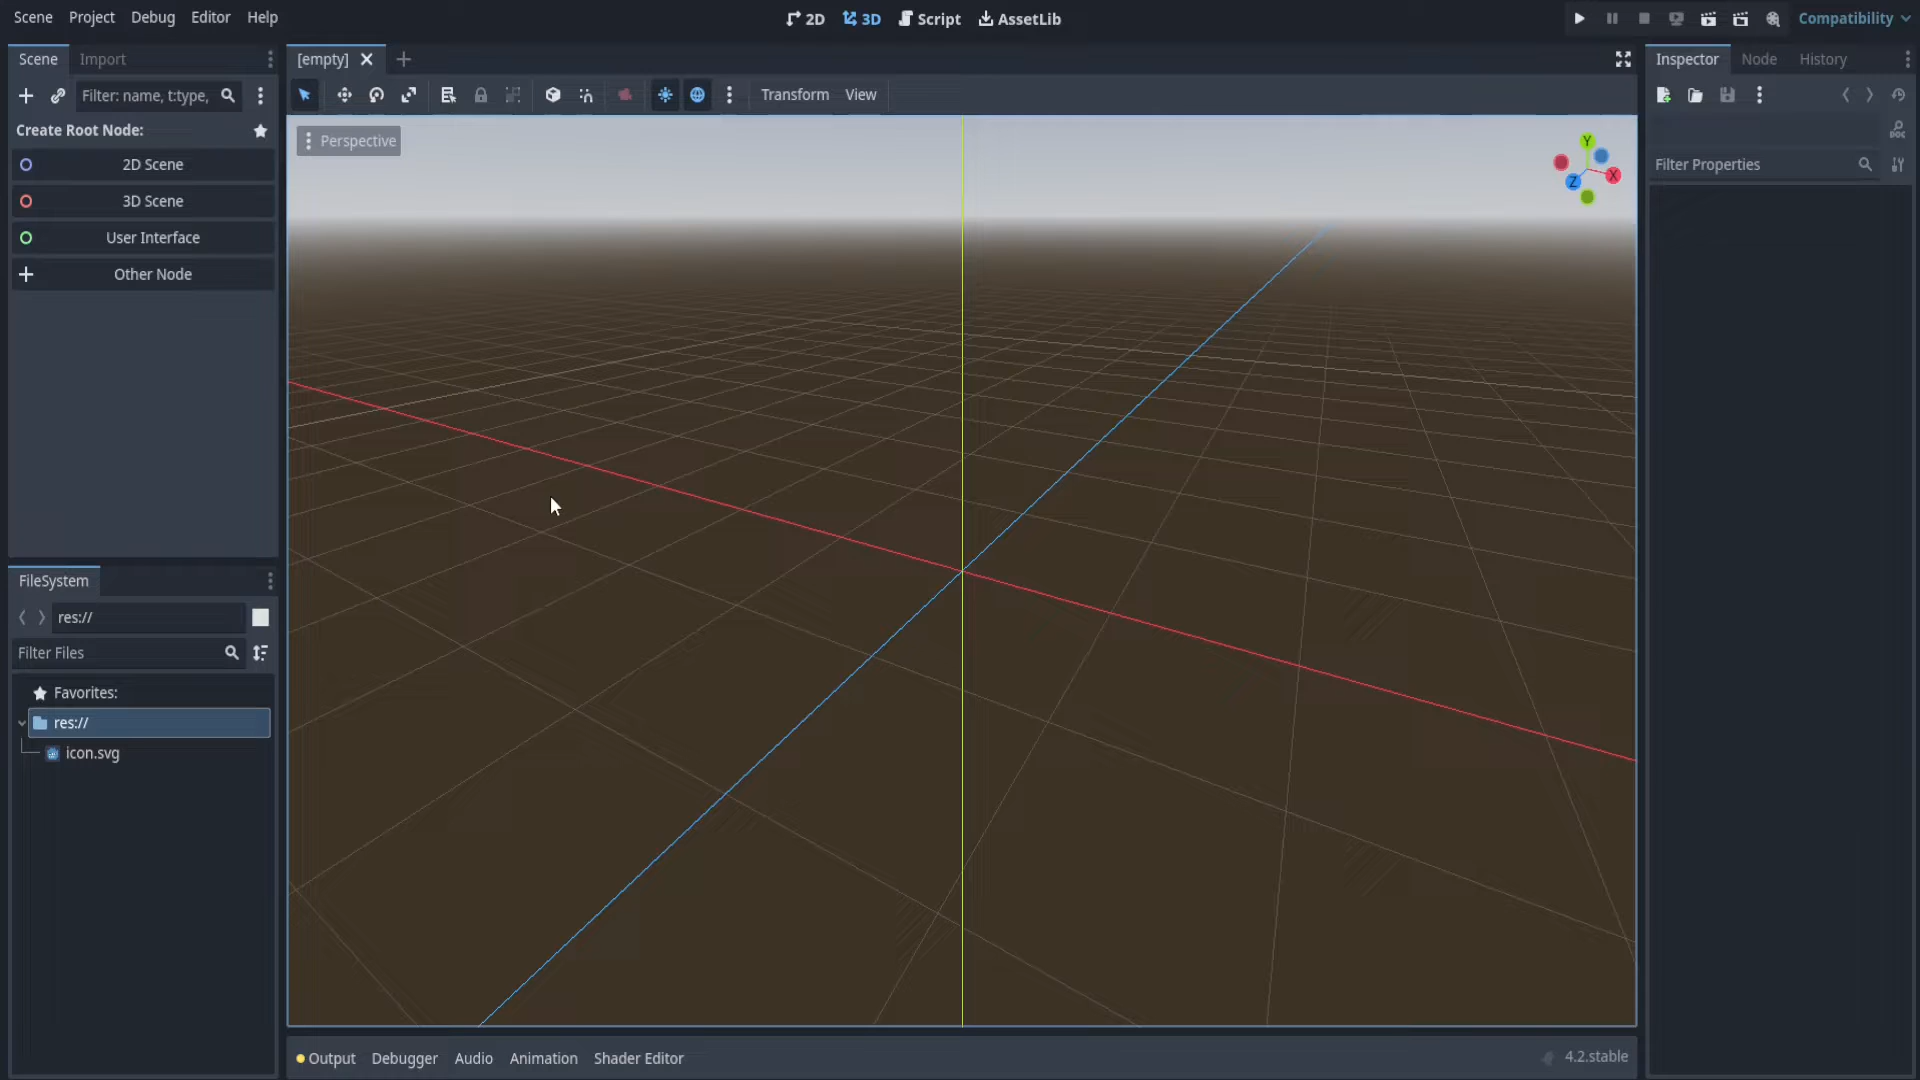 Scene Project Debug Editor Help
2D 3D Script AssetLib
Compatibility
Scene Import
[empty]
Inspector Node History
Filter: name, t:type,
Transform View
Create Root Node:
Perspective
2D Scene
3D Scene
User Interface
Other Node
Y
X
Z
DOC
Filter Properties
FileSystem
res://
Filter Files
Favorites:
res://
icon.svg
Output Debugger Audio Animation Shader Editor
4.2.stable